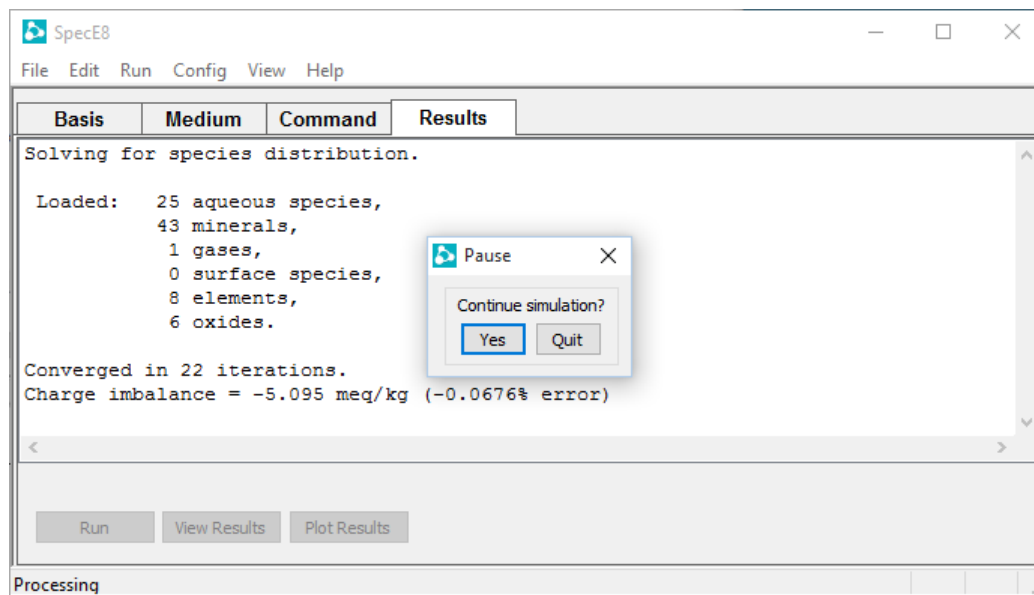 SpecE8
File Edit Run Config View Help
Basis Medium Command Results
Solving for species distribution.
Loaded: 25 aqueous species,
43 minerals,
1 gases,
0 surface species,
8 elements,
6 oxides.
Converged in 22 iterations.
Charge imbalance = -5.095 meq/kg (-0.0676% error)
Pause
Continue simulation?
Yes Quit
Run View Results Plot Results
Processing